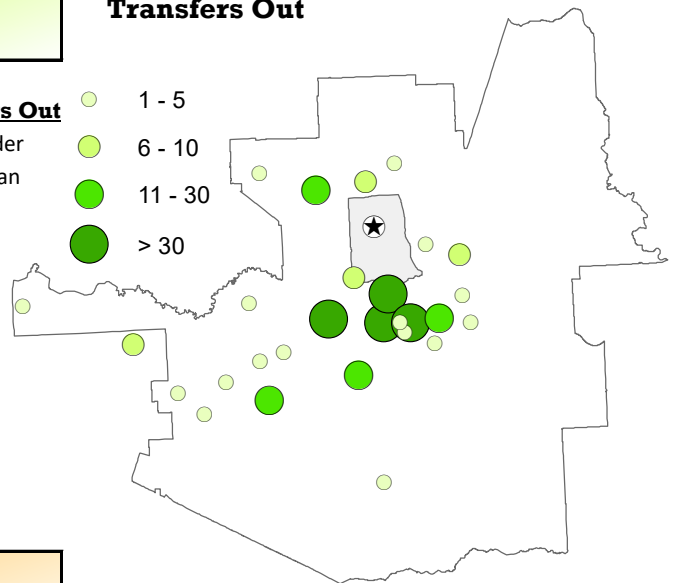 Transfers Out
s Out
der
an
1 - 5
6 - 10
11 - 30
> 30